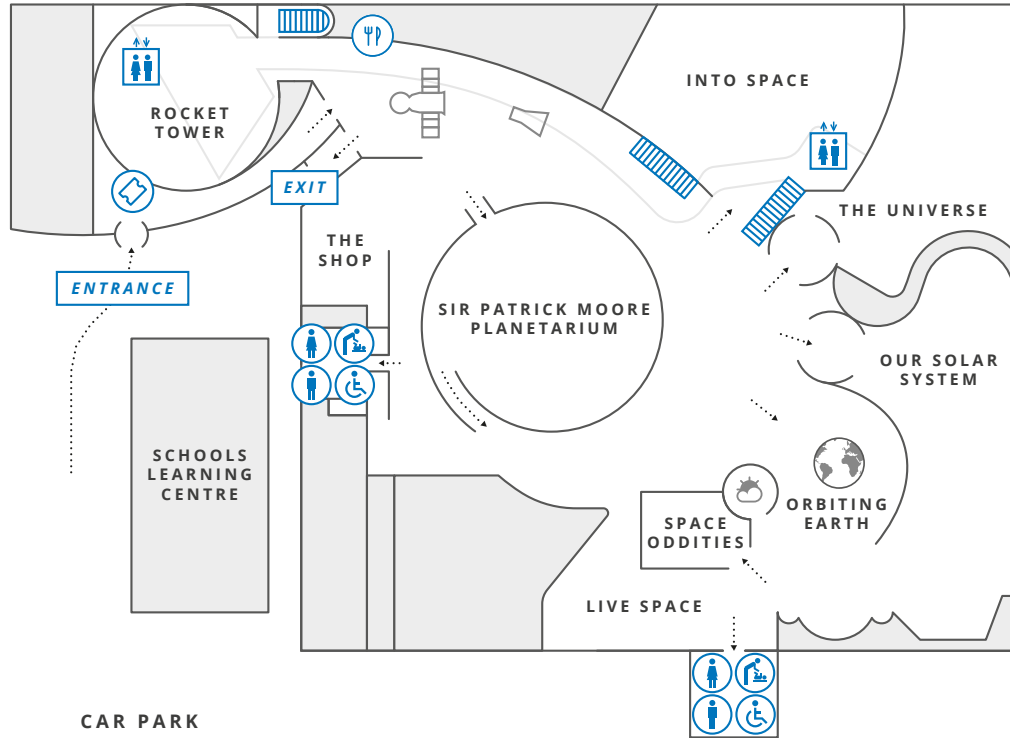 INTO SPACE
ROCKET
TOWER
EXIT
THE UNIVERSE
THE
SHOP
ENTRANCE
SIR PATRICK MOORE
PLANETARIUM
OUR SOLAR
SYSTEM
SCHOOLS
LEARNING
CENTRE
ORBITING
EARTH
SPACE
ODDITIES
LIVE SPACE
CAR PARK